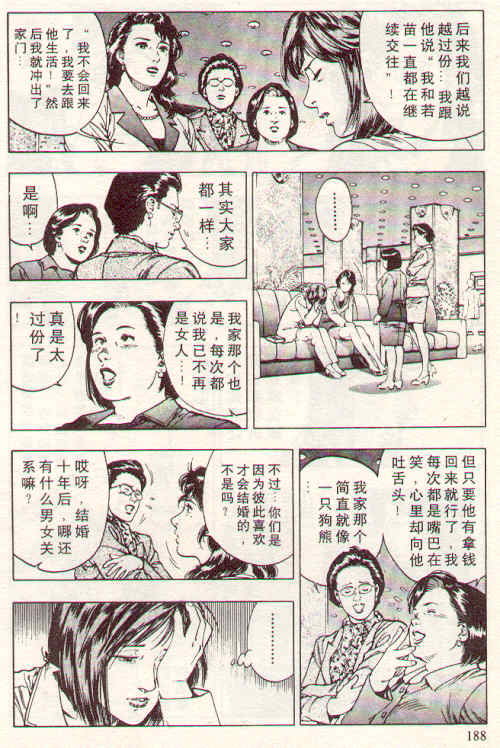 后来我们越说
越过份…我跟
他说“我和若
苗一直都在继
续交往”！
“我不会回来
了，我要去跟
他生活！”然
后我就冲出了
家门…
………
其实大家
都一样…
是啊…
我家那个也
是，每次都
说我已不再
是女人…！
真是太
过份了
！
但只要他有拿钱
回来就行了，我
每次都是嘴巴在
笑，心里却向他
吐舌头！
我家那个
简直就像
一只狗熊
…
不过…你们是
因为彼此喜欢
才会结婚的，
不是吗？
哎呀，结婚
十年后，哪还
有什么男女关
系嘛？
………
188